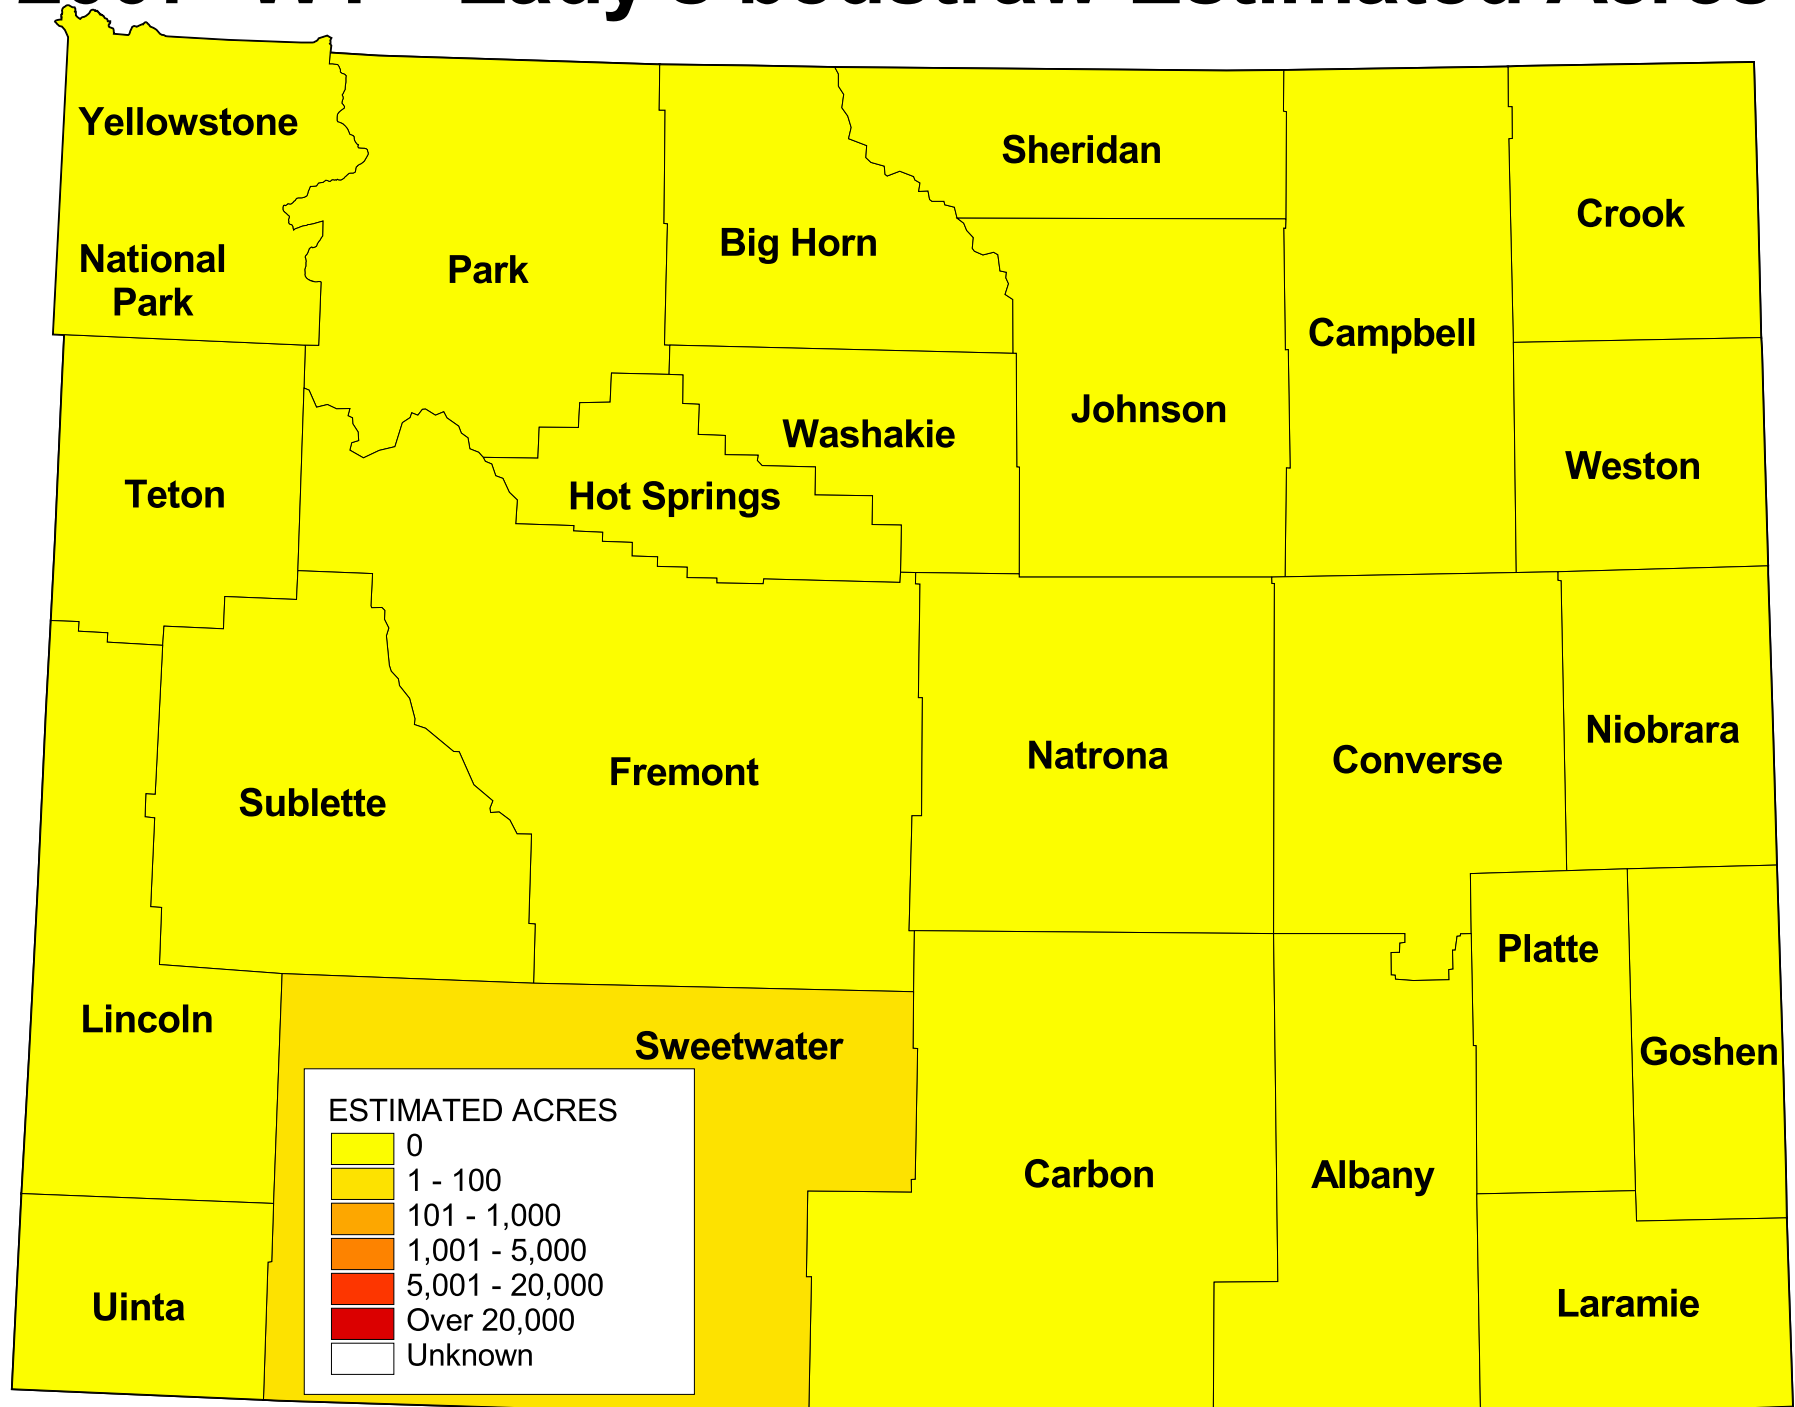 Yellowstone
National
Park
Park
Big Horn
Sheridan
Crook
Campbell
Johnson
Washakie
Weston
Teton
Hot Springs
Niobrara
Natrona
Converse
Fremont
Sublette
Platte
Lincoln
Sweetwater
Goshen
Carbon
Albany
Uinta
Laramie
ESTIMATED ACRES
0
1 - 100
101 - 1,000
1,001 - 5,000
5,001 - 20,000
Over 20,000
Unknown